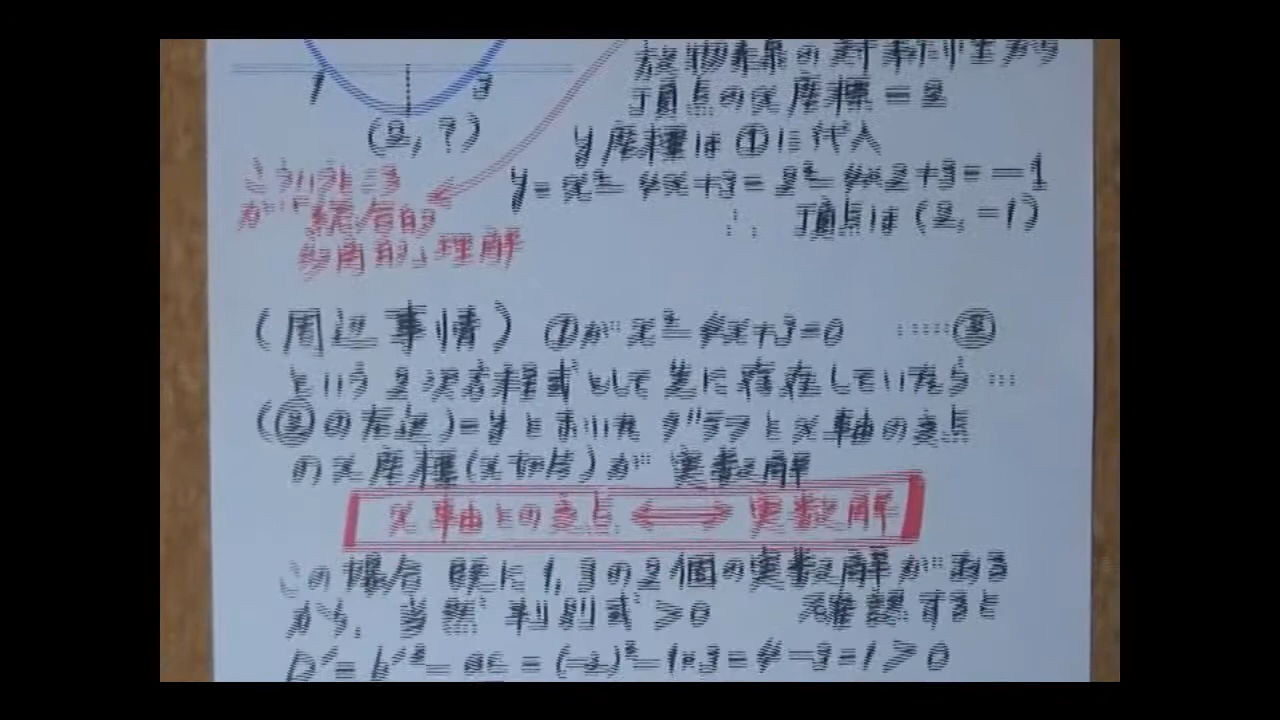 放物線の対称性から
頂点のx座標=2
1 3
(2, ?)
y座標は①に代入
y=x²-4x+3=2²-4×2+3=-1
∴ 頂点は(2,-1)
こういうところ
が"統合的
多角的"理解
(周辺事情) ①がx²-4x+3=0 ……②
という2次方程式として先に存在していたら…
(②の左辺)=yとおいたグラフとx軸の交点
のx座標(x切片)が 実数解
x軸との交点⟺実数解
この場合 既に1,3の2個の実数解がある
から、当然 判別式>0 確認すると
D'=b'²-ac=(-2)²-1×3=4-3=1>0